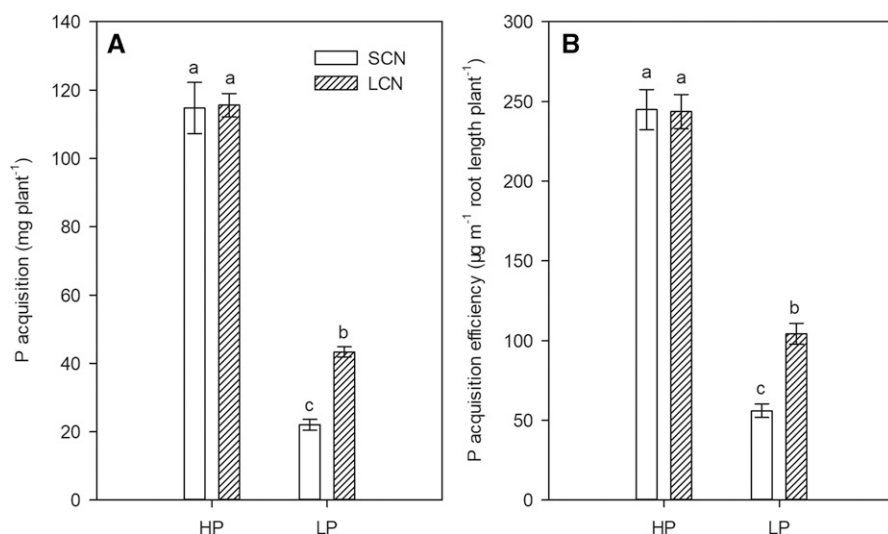 A
SCN
LCN
P acquisition (mg plant⁻¹)
140
120
100
80
60
40
20
0
a a
b
c
HP LP
B
P acquisition efficiency (µg m⁻¹ root length plant⁻¹)
300
250
200
150
100
50
0
a a
b
c
HP LP